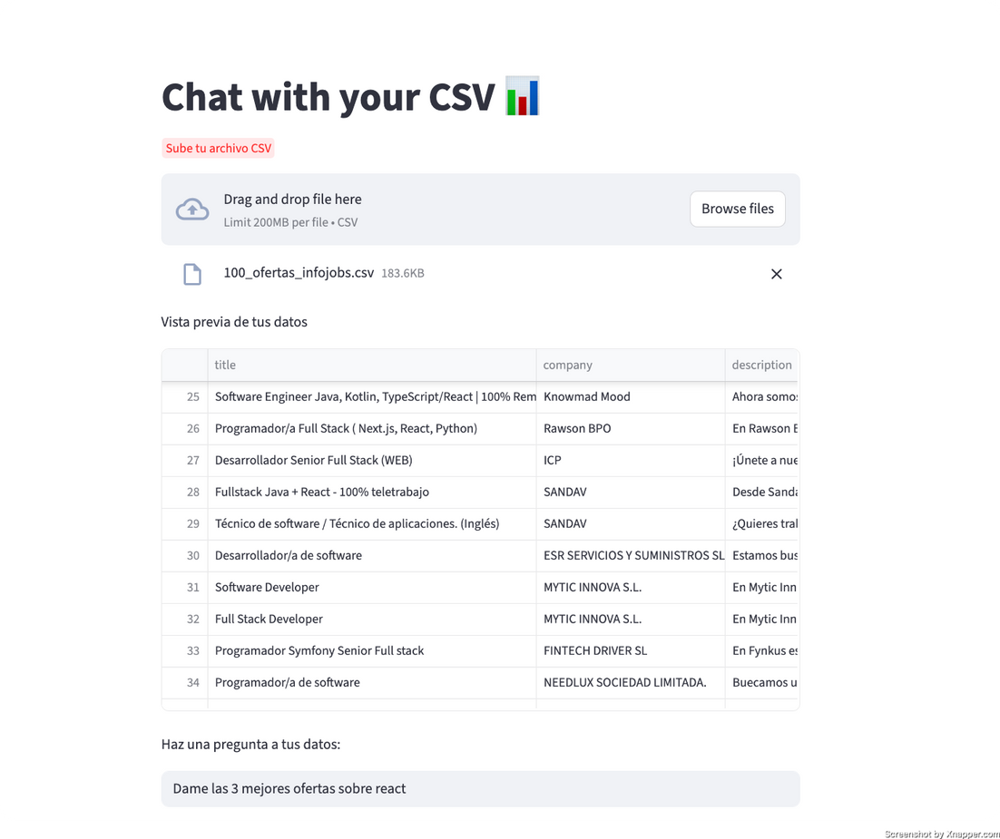 Chat with your CSV 📊
Sube tu archivo CSV
Drag and drop file here
Limit 200MB per file • CSV
Browse files
100_ofertas_infojobs.csv 183.6KB
Vista previa de tus datos
title company description
25 Software Engineer Java, Kotlin, TypeScript/React | 100% Rem Knowmad Mood Ahora somos
26 Programador/a Full Stack ( Next.js, React, Python) Rawson BPO En Rawson B
27 Desarrollador Senior Full Stack (WEB) ICP ¡Únete a nue
28 Fullstack Java + React - 100% teletrabajo SANDAV Desde Sanda
29 Técnico de software / Técnico de aplicaciones. (Inglés) SANDAV ¿Quieres tral
30 Desarrollador/a de software ESR SERVICIOS Y SUMINISTROS SL Estamos bus
31 Software Developer MYTIC INNOVA S.L. En Mytic Inn
32 Full Stack Developer MYTIC INNOVA S.L. En Mytic Inn
33 Programador Symfony Senior Full stack FINTECH DRIVER SL En Fynkus es
34 Programador/a de software NEEDLUX SOCIEDAD LIMITADA. Buecamos u
Haz una pregunta a tus datos:
Dame las 3 mejores ofertas sobre react
Screenshot by Xnapper.com